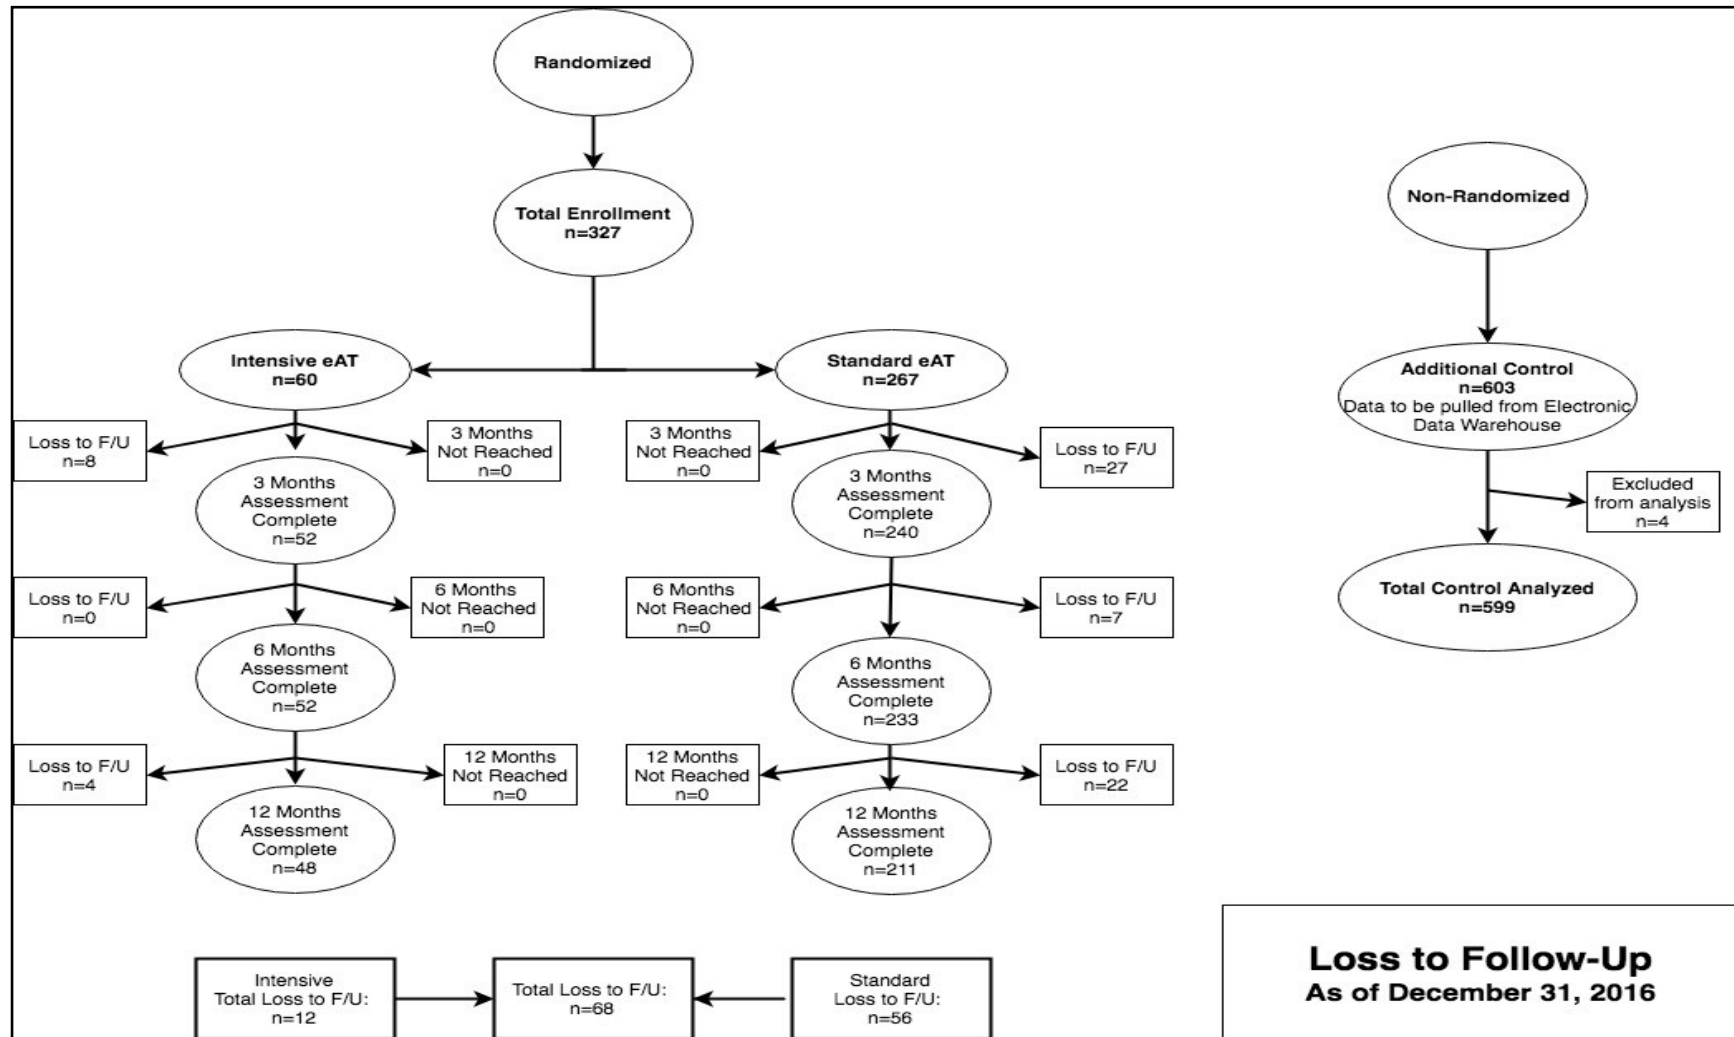 Randomized
Total Enrollment
n=327
Non-Randomized
Intensive eAT
n=60
Standard eAT
n=267
Additional Control
n=603
Data to be pulled from Electronic
Data Warehouse
Loss to F/U
n=8
3 Months
Not Reached
n=0
3 Months
Not Reached
n=0
Loss to F/U
n=27
3 Months
Assessment
Complete
n=52
3 Months
Assessment
Complete
n=240
Excluded
from analysis
n=4
Loss to F/U
n=0
6 Months
Not Reached
n=0
6 Months
Not Reached
n=0
Loss to F/U
n=7
Total Control Analyzed
n=599
6 Months
Assessment
Complete
n=52
6 Months
Assessment
Complete
n=233
Loss to F/U
n=4
12 Months
Not Reached
n=0
12 Months
Not Reached
n=0
Loss to F/U
n=22
12 Months
Assessment
Complete
n=48
12 Months
Assessment
Complete
n=211
Intensive
Total Loss to F/U:
n=12
Total Loss to F/U:
n=68
Standard
Loss to F/U:
n=56
Loss to Follow-Up
As of December 31, 2016